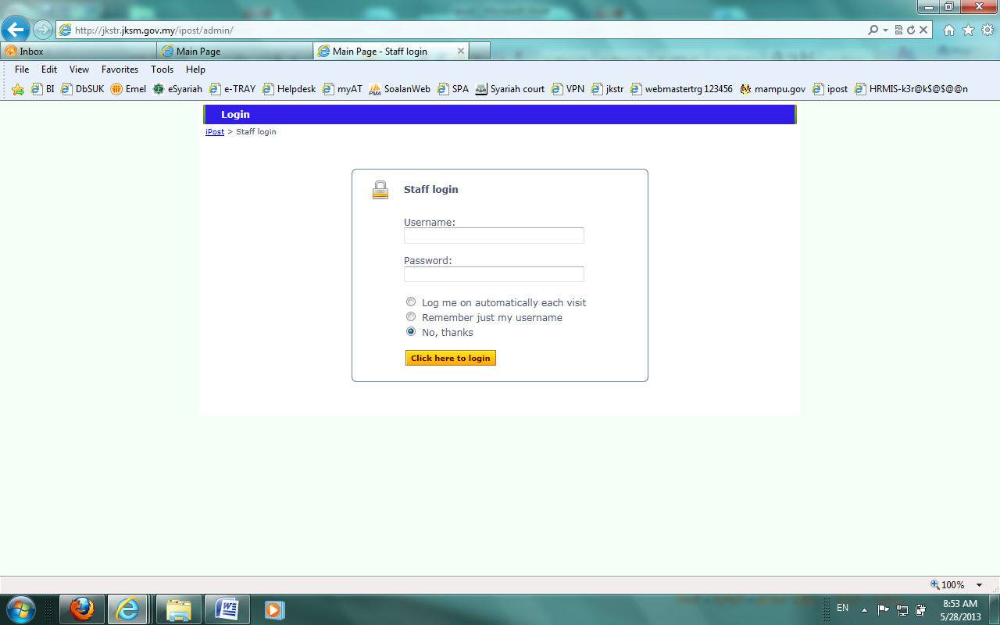 http://jkstr.jksm.gov.my/ipost/admin/
Inbox
Main Page
Main Page - Staff login
File Edit View Favorites Tools Help
BI DbSUK Emel eSyariah e-TRAY Helpdesk myAT SoalanWeb SPA Syariah court VPN jkstr webmastertrg 123456 mampu.gov ipost HRMIS-k3r@k$@$@@n
Login
iPost > Staff login
Staff login
Username:
Password:
Log me on automatically each visit
Remember just my username
No, thanks
Click here to login
100%
EN
8:53 AM
5/28/2013